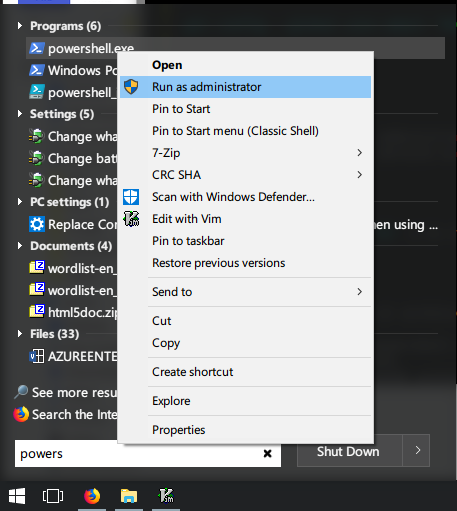 Programs (6)
powershell.exe
Windows Po
powershell_
Settings (5)
Change wha
Change bat
Change wha
PC settings (1)
Replace Con
hen using ...
Documents (4)
wordlist-en_
wordlist-en_
html5doc.zip
Files (33)
AZUREENTE
See more resu
Search the Inte
powers
Shut Down
Open
Run as administrator
Pin to Start
Pin to Start menu (Classic Shell)
7-Zip
CRC SHA
Scan with Windows Defender...
Edit with Vim
Pin to taskbar
Restore previous versions
Send to
Cut
Copy
Create shortcut
Explore
Properties